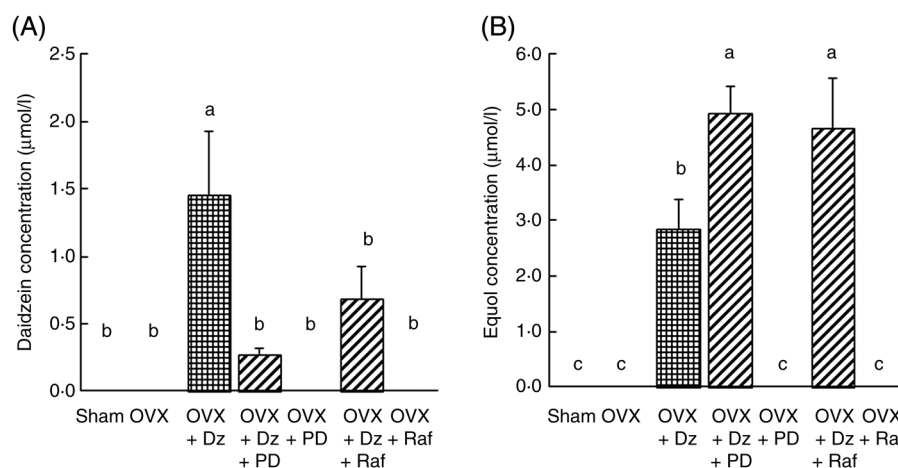 (A)
Daidzein concentration (μmol/l)
2·5
2·0
1·5
1·0
0·5
0·0
b
b
a
b
b
b
b
Sham
OVX
OVX
+ Dz
OVX
+ Dz
+ PD
OVX
+ PD
OVX
+ Dz
+ Raf
OVX
+ Raf
(B)
Equol concentration (μmol/l)
6·0
5·0
4·0
3·0
2·0
1·0
0·0
c
c
b
a
c
a
c
Sham
OVX
OVX
+ Dz
OVX
+ Dz
+ PD
OVX
+ PD
OVX
+ Dz
+ Raf
OVX
+ Ra